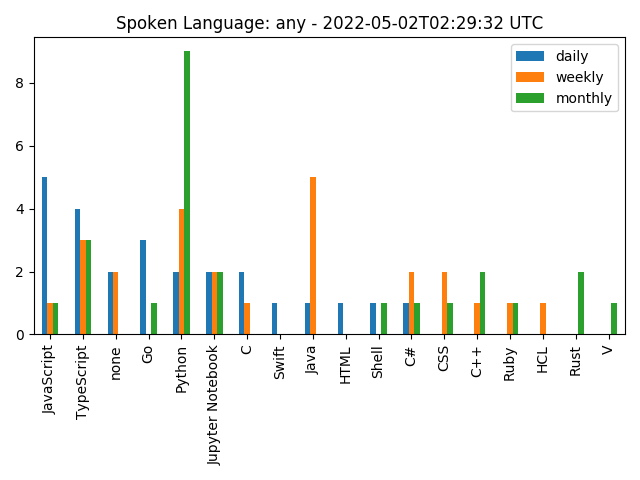 Spoken Language: any - 2022-05-02T02:29:32 UTC
daily
weekly
monthly
8
6
4
2
0
JavaScript
TypeScript
none
Go
Python
Jupyter Notebook
C
Swift
Java
HTML
Shell
C#
CSS
C++
Ruby
HCL
Rust
V